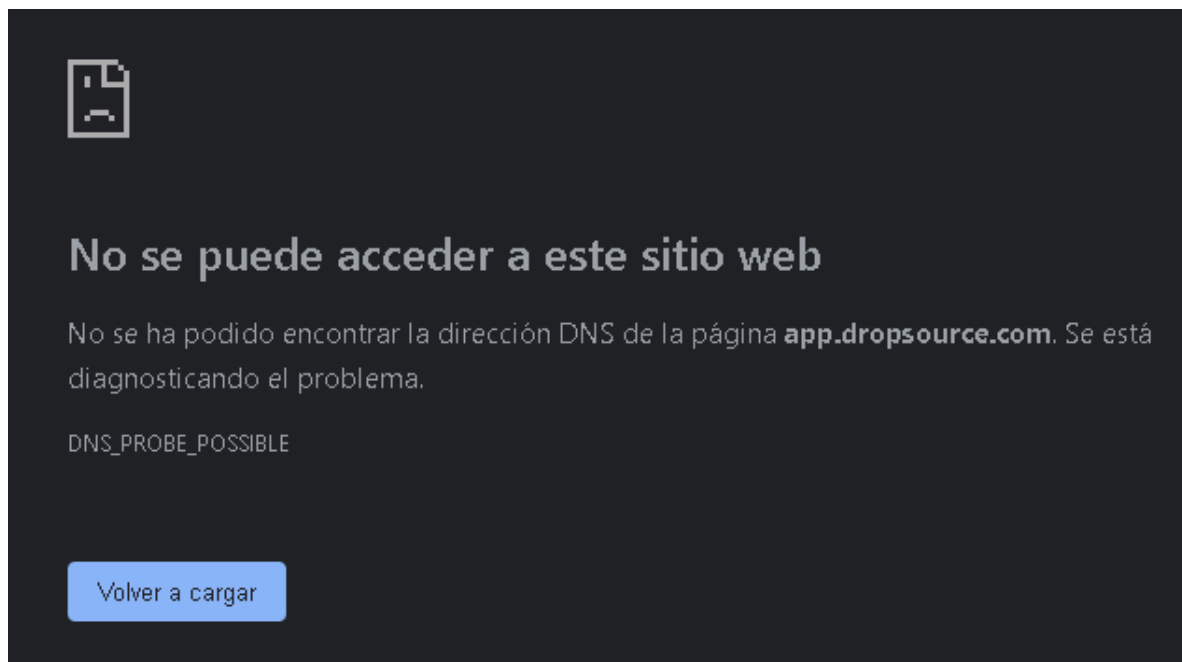 No se puede acceder a este sitio web
No se ha podido encontrar la dirección DNS de la página app.dropsource.com. Se está
diagnosticando el problema.
DNS_PROBE_POSSIBLE
Volver a cargar